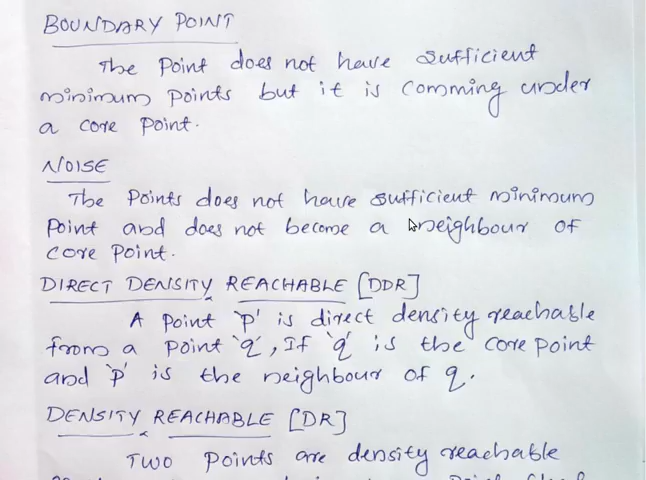 BOUNDARY POINT
The point does not have sufficient
minimum points but it is comming under
a core point.
NOISE
The points does not have sufficient minimum
point and does not become a neighbour of
core point.
DIRECT DENSITY REACHABLE [DDR]
A point 'p' is direct density reachable
from a point 'q', If 'q' is the core point
and 'p' is the neighbour of q.
DENSITY REACHABLE [DR]
TWO points are density reachable